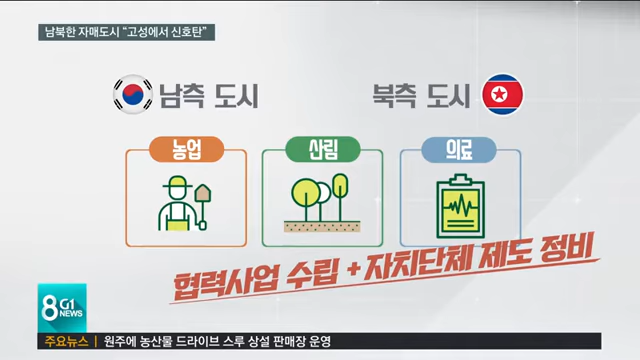 남북한 자매도시 "고성에서 신호탄"
남측 도시
북측 도시
농업
산림
의료
협력사업 수립 + 자치단체 제도 정비
8 G1 NEWS
주요뉴스 | 원주에 농산물 드라이브 스루 상설 판매장 운영